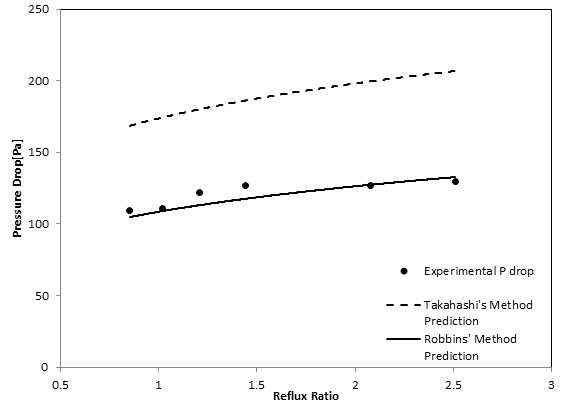 250
200
150
100
50
0
Pressure Drop[Pa]
Experimental P drop
Takahashi's Method
Prediction
Robbins' Method
Prediction
0.5 1 1.5 2 2.5 3
Reflux Ratio